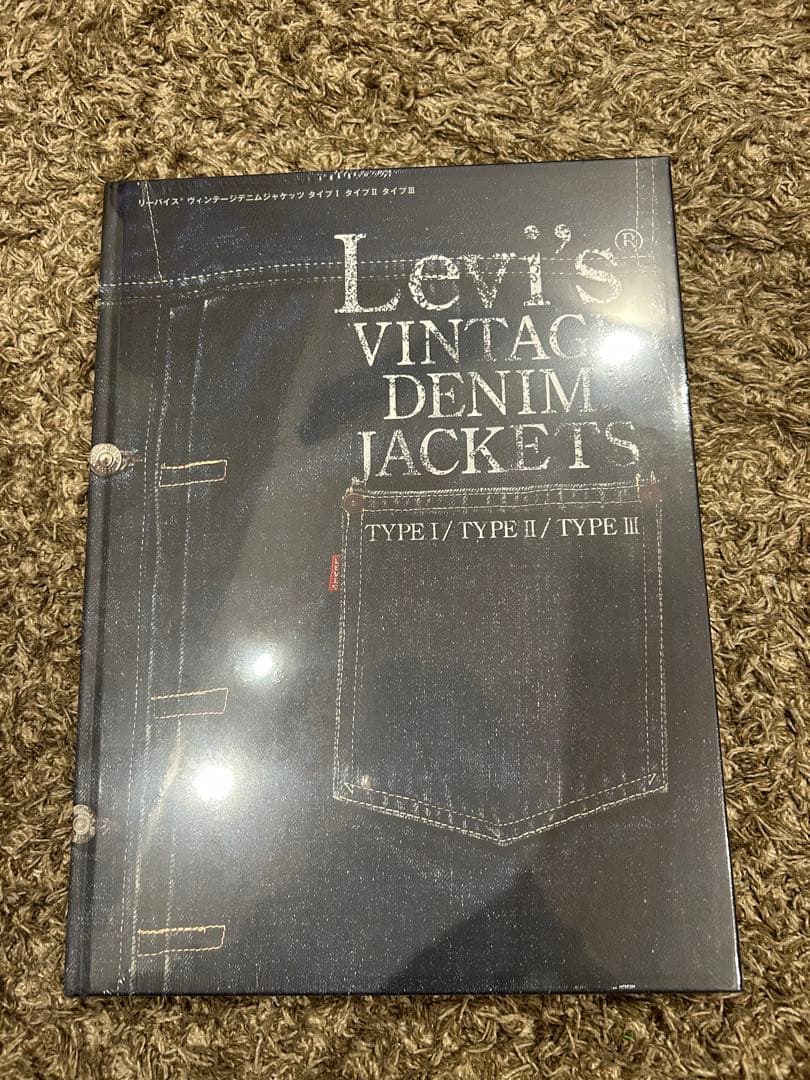 リーバイス® ヴィンテージデニムジャケッツ タイプⅠ タイプⅡ タイプⅢ
Levi's®
VINTAGE
DENIM
JACKETS
TYPE Ⅰ / TYPE Ⅱ / TYPE Ⅲ
LEVI'S